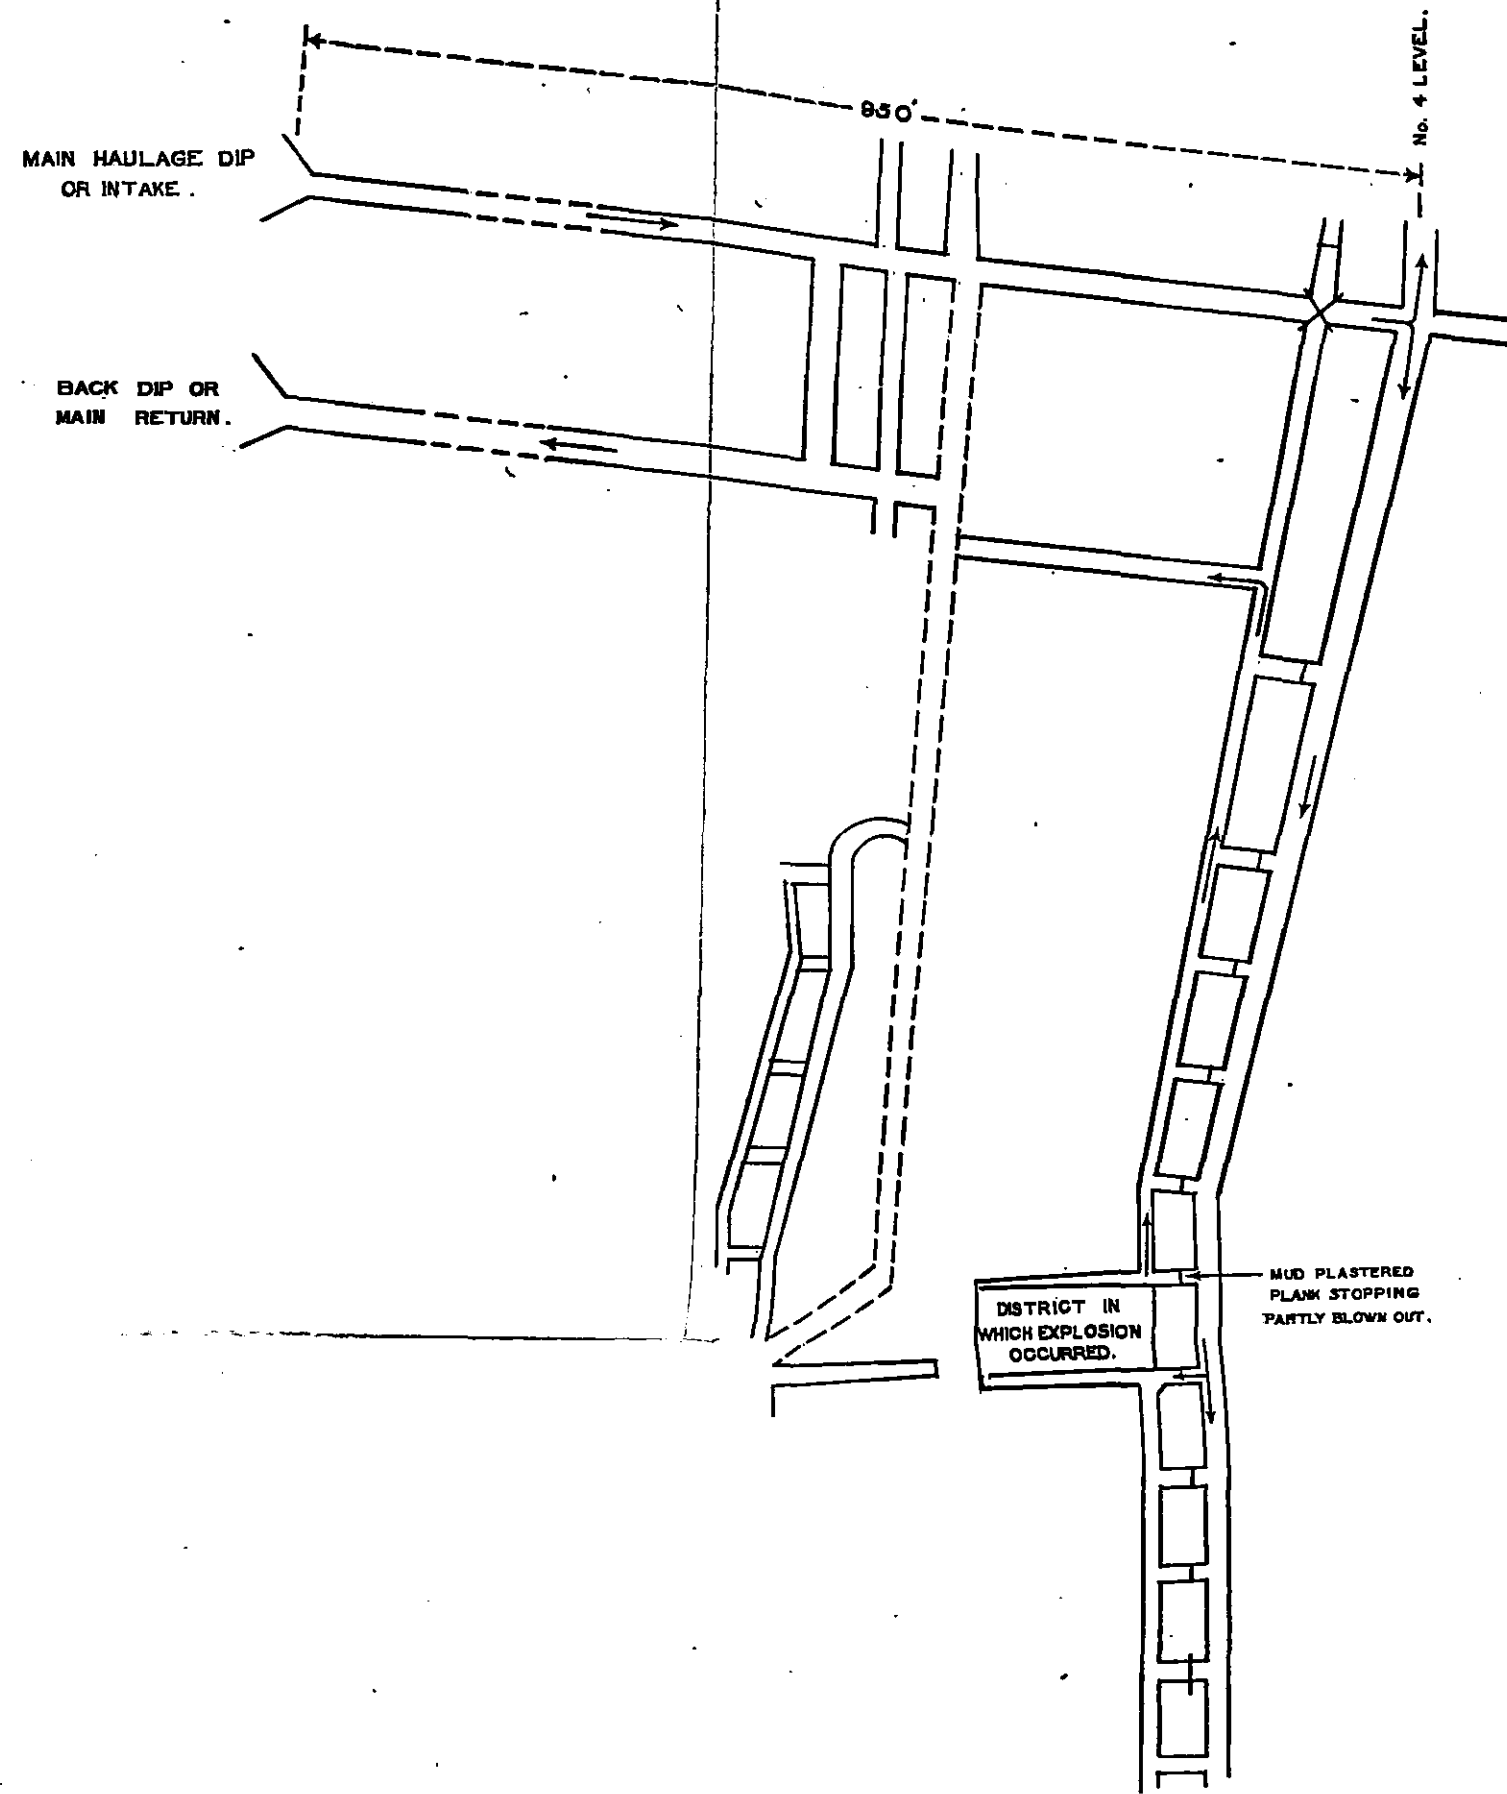 No. 4 LEVEL.
950'
MAIN HAULAGE DIP
OR INTAKE.
BACK DIP OR
MAIN RETURN.
MUD PLASTERED
PLANK STOPPING
PARTLY BLOWN OUT.
DISTRICT IN
WHICH EXPLOSION
OCCURRED.